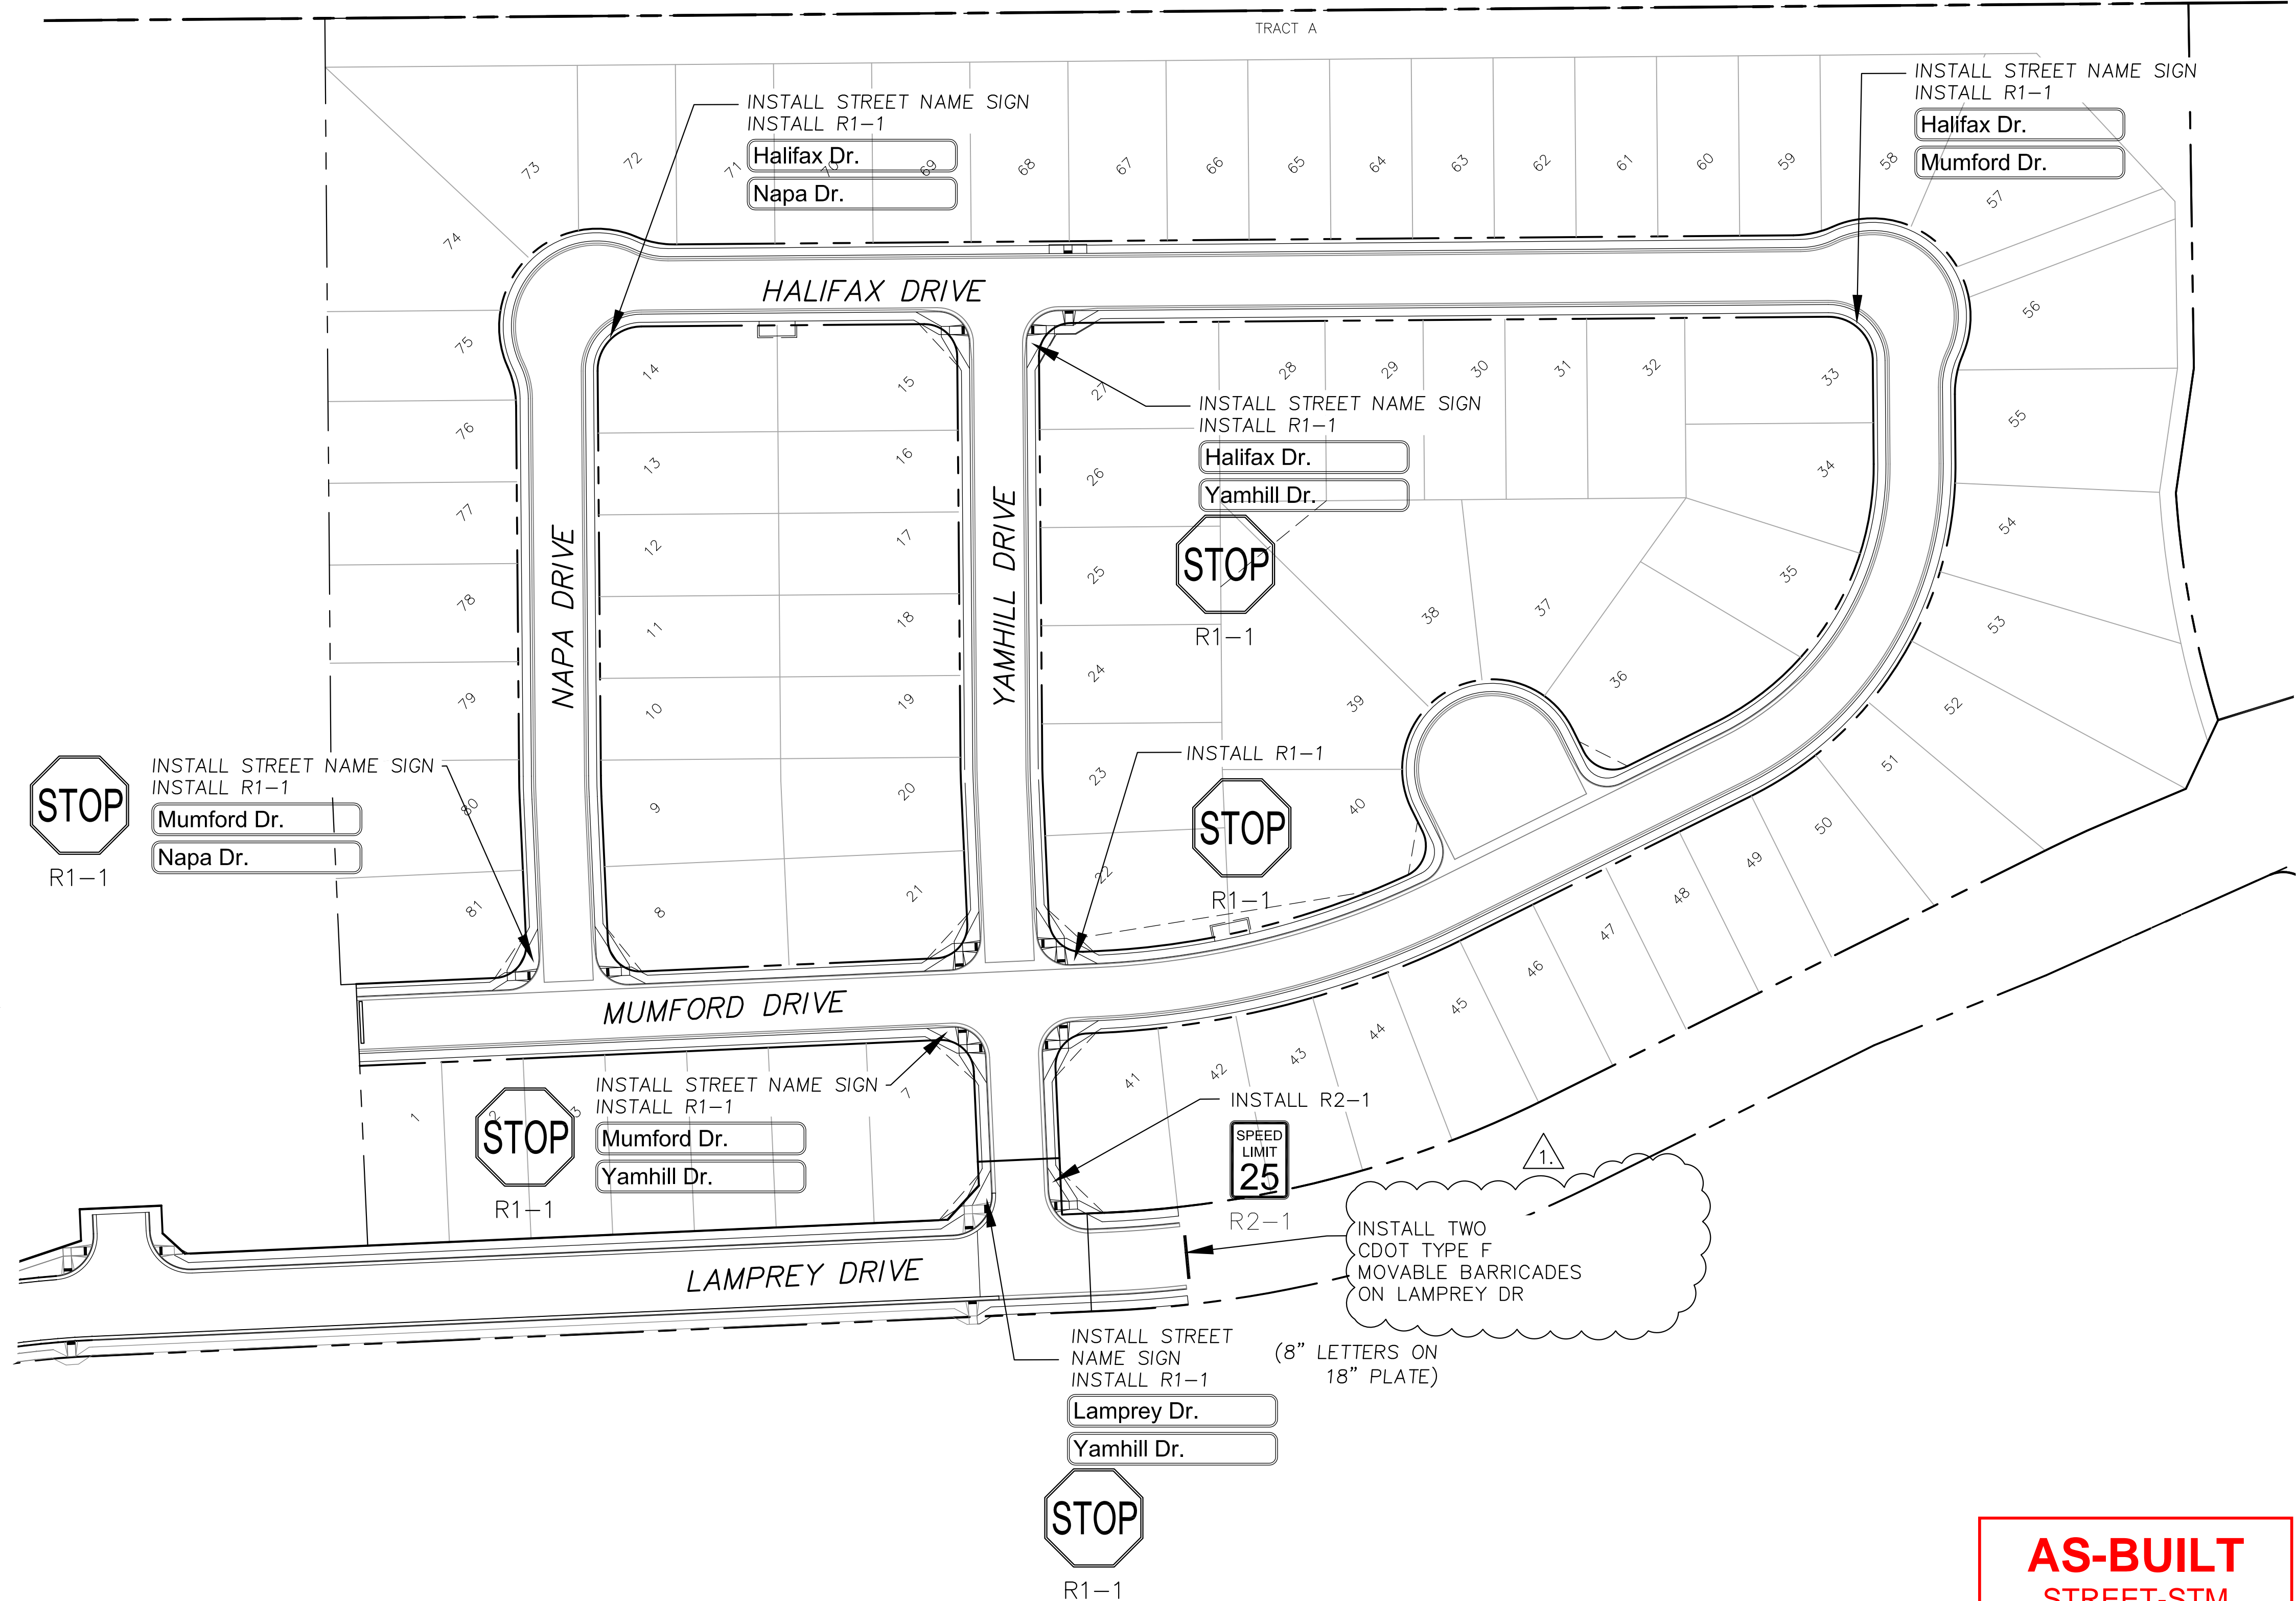 TRACT A
INSTALL STREET NAME SIGN
INSTALL R1-1
Halifax Dr.
Napa Dr.
INSTALL STREET NAME SIGN
INSTALL R1-1
Halifax Dr.
Mumford Dr.
73
72
71
70
69
68
67
66
65
64
63
62
61
60
59
58
57
74
75
76
77
78
79
80
81
56
55
54
53
52
51
50
49
48
47
46
45
44
43
42
41
HALIFAX DRIVE
NAPA DRIVE
YAMHILL DRIVE
14
13
12
11
10
9
8
15
16
17
18
19
20
21
27
26
25
24
23
22
28
29
30
31
32
33
34
35
36
37
38
39
40
INSTALL STREET NAME SIGN
INSTALL R1-1
Halifax Dr.
Yamhill Dr.
STOP
R1-1
INSTALL R1-1
STOP
R1-1
STOP
R1-1
INSTALL STREET NAME SIGN
INSTALL R1-1
Mumford Dr.
Napa Dr.
MUMFORD DRIVE
1
2
3
7
STOP
R1-1
INSTALL STREET NAME SIGN
INSTALL R1-1
Mumford Dr.
Yamhill Dr.
INSTALL R2-1
SPEED
LIMIT
25
R2-1
1.
INSTALL TWO
CDOT TYPE F
MOVABLE BARRICADES
ON LAMPREY DR
LAMPREY DRIVE
INSTALL STREET
NAME SIGN
INSTALL R1-1
(8” LETTERS ON
18” PLATE)
Lamprey Dr.
Yamhill Dr.
STOP
R1-1
AS-BUILT
STREET-STM